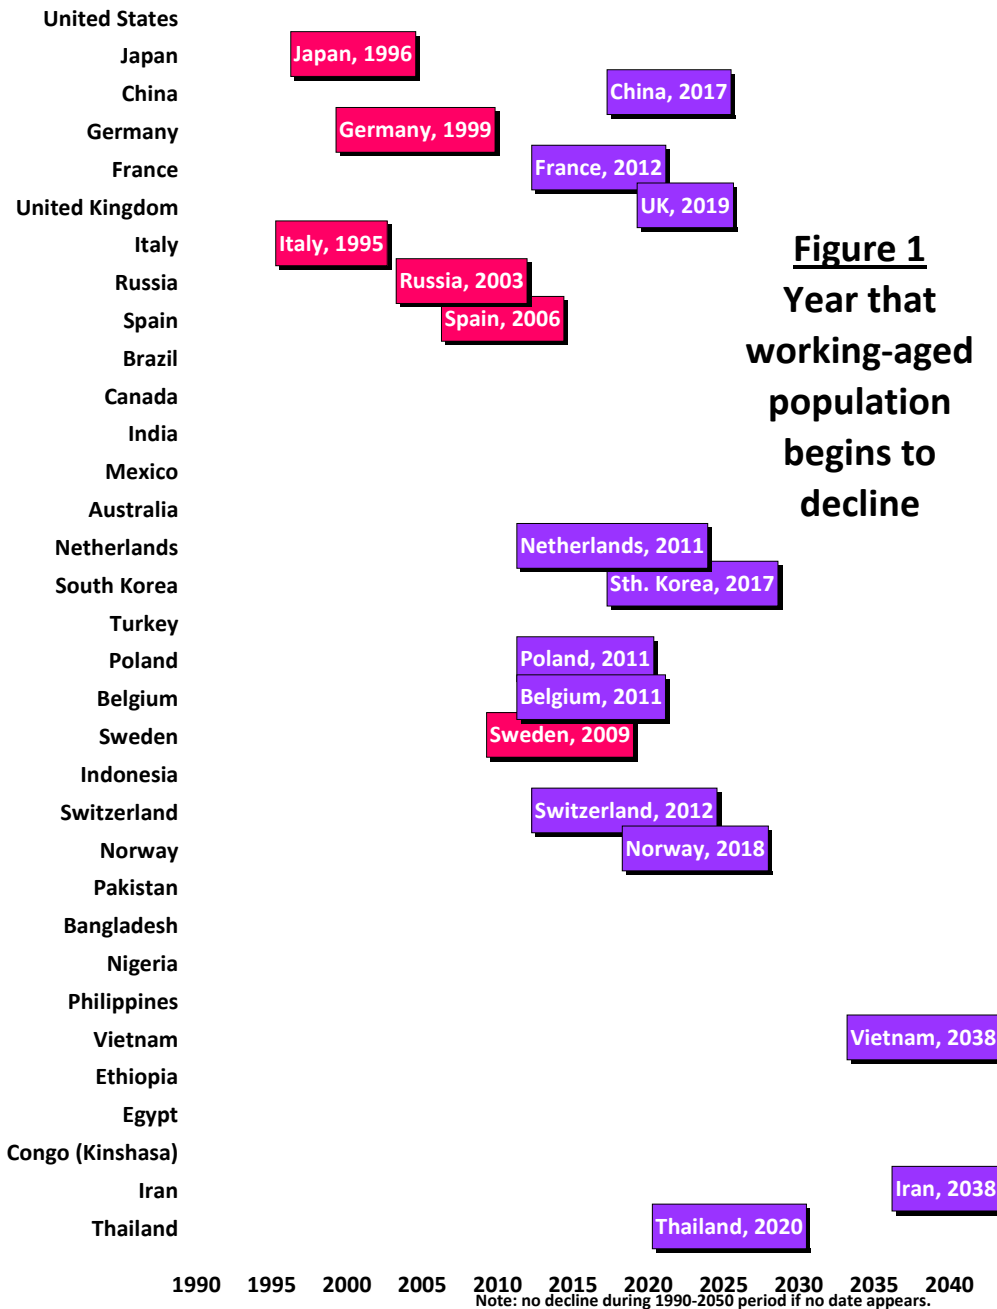 United States
Japan
Japan, 1996
China
China, 2017
Germany
Germany, 1999
France
France, 2012
United Kingdom
UK, 2019
Italy
Italy, 1995
Russia
Russia, 2003
Spain
Spain, 2006
Brazil
Canada
India
Mexico
Australia
Netherlands
Netherlands, 2011
South Korea
Sth. Korea, 2017
Turkey
Poland
Poland, 2011
Belgium
Belgium, 2011
Sweden
Sweden, 2009
Indonesia
Switzerland
Switzerland, 2012
Norway
Norway, 2018
Pakistan
Bangladesh
Nigeria
Philippines
Vietnam
Vietnam, 2038
Ethiopia
Egypt
Congo (Kinshasa)
Iran
Iran, 2038
Thailand
Thailand, 2020
Figure 1
Year that
working-aged
population
begins to
decline
1990 1995 2000 2005 2010 2015 2020 2025 2030 2035 2040
Note: no decline during 1990-2050 period if no date appears.